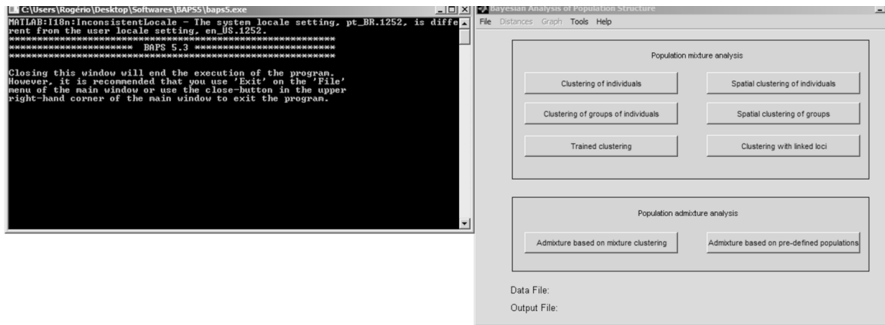 C:\Users\Rogério\Desktop\Softwares\BAPS5\baps5.exe
MATLAB:I18n:InconsistentLocale - The system locale setting, pt_BR.1252, is diffe
rent from the user locale setting, en_US.1252.
************************************************************
********************** BAPS 5.3 *************************
************************************************************
Closing this window will end the execution of the program.
However, it is recommended that you use 'Exit' on the 'File'
menu of the main window or use the close-button in the upper
right-hand corner of the main window to exit the program.
Bayesian Analysis of Population Structure
File Distances Graph Tools Help
Population mixture analysis
Clustering of individuals
Spatial clustering of individuals
Clustering of groups of individuals
Spatial clustering of groups
Trained clustering
Clustering with linked loci
Population admixture analysis
Admixture based on mixture clustering
Admixture based on pre-defined populations
Data File:
Output File: